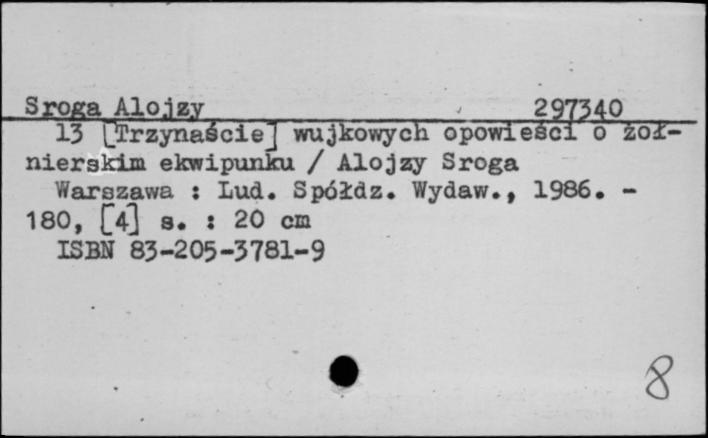 Sroga Alojzy 297340
13 [Trzynaście] wujkowych opowieści o żoł-
nierskim ekwipunku / Alojzy Sroga
Warszawa : Lud. Spółdz. Wydaw., 1986. -
180, [4] s. : 20 cm
ISBN 83-205-3781-9
8